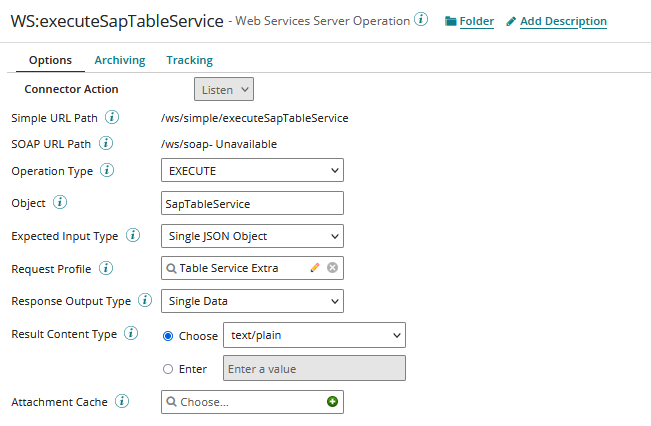 WS:executeSapTableService - Web Services Server Operation i Folder Add Description
Options Archiving Tracking
Connector Action Listen
Simple URL Path i /ws/simple/executeSapTableService
SOAP URL Path i /ws/soap- Unavailable
Operation Type i EXECUTE
Object i SapTableService
Expected Input Type i Single JSON Object
Request Profile i Table Service Extra
Response Output Type i Single Data
Result Content Type i Choose text/plain
Enter Enter a value
Attachment Cache i Choose...